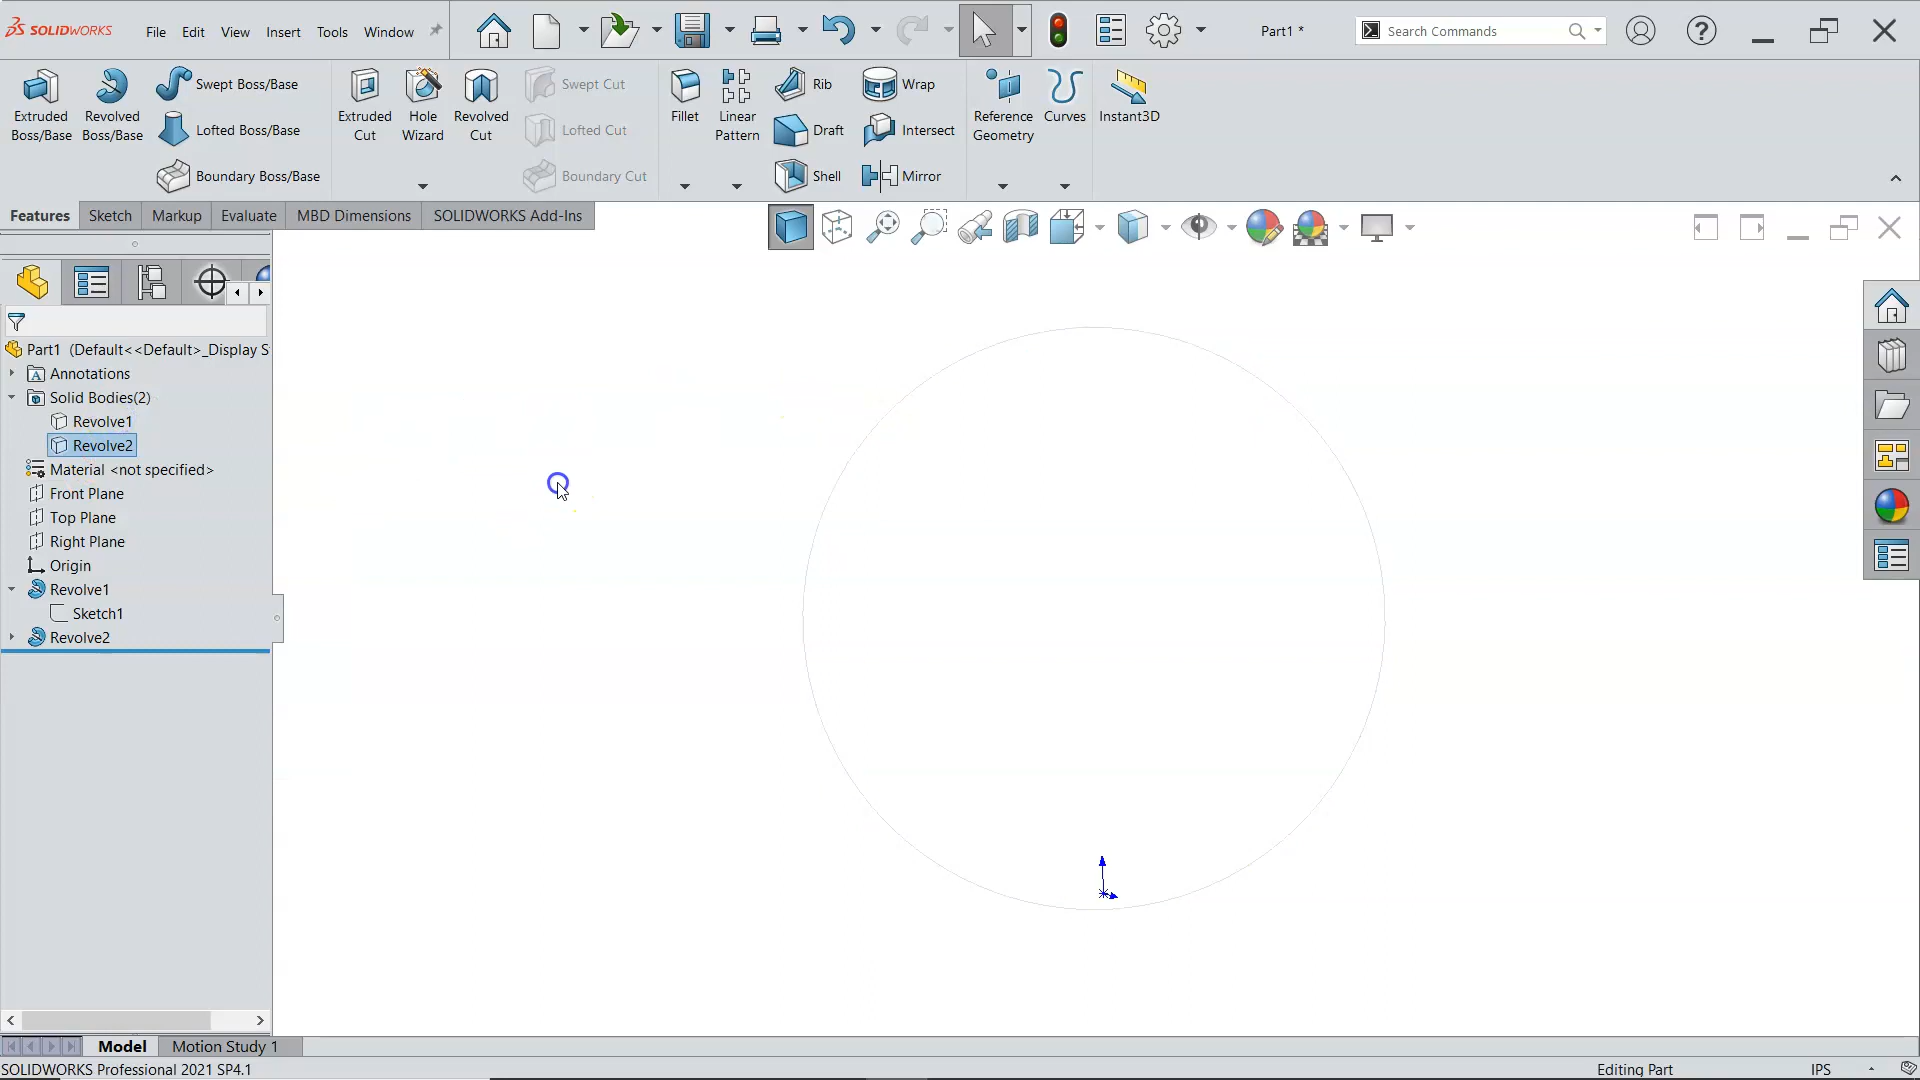 SOLIDWORKS File Edit View Insert Tools Window Part1 * Search Commands
Extruded Boss/Base
Revolved Boss/Base
Swept Boss/Base
Lofted Boss/Base
Boundary Boss/Base
Extruded Cut
Hole Wizard
Revolved Cut
Swept Cut
Lofted Cut
Boundary Cut
Fillet
Linear Pattern
Rib
Draft
Shell
Wrap
Intersect
Mirror
Reference Geometry
Curves
Instant3D
Features Sketch Markup Evaluate MBD Dimensions SOLIDWORKS Add-Ins
Part1 (Default<<Default>_Display S
Annotations
Solid Bodies(2)
Revolve1
Revolve2
Material <not specified>
Front Plane
Top Plane
Right Plane
Origin
Revolve1
Sketch1
Revolve2
Model Motion Study 1
SOLIDWORKS Professional 2021 SP4.1 Editing Part IPS